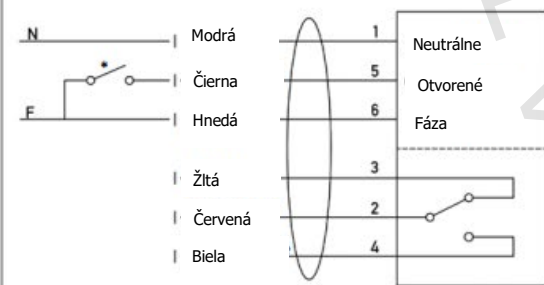 N Modrá 1 Neutrálne
* Čierna 5 Otvorené
F Hnedá 6 Fáza
Žltá 3
Červená 2
Biela 4